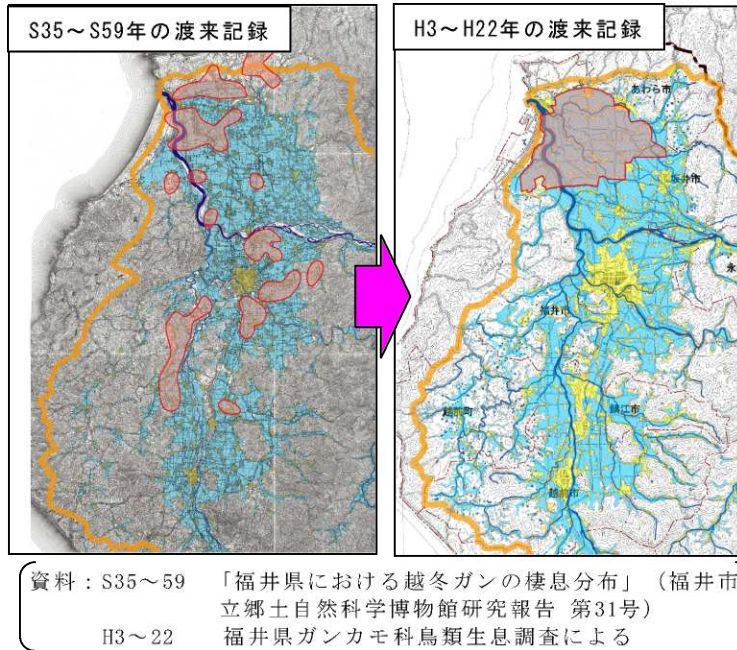 S35～S59年の渡来記録
H3～H22年の渡来記録
あわら市
坂井市
永
福井市
越前町
鯖江市
越前市
資料：S35～59 「福井県における越冬ガンの棲息分布」（福井市
立郷土自然科学博物館研究報告 第31号）
H3～22 福井県ガンカモ科鳥類生息調査による